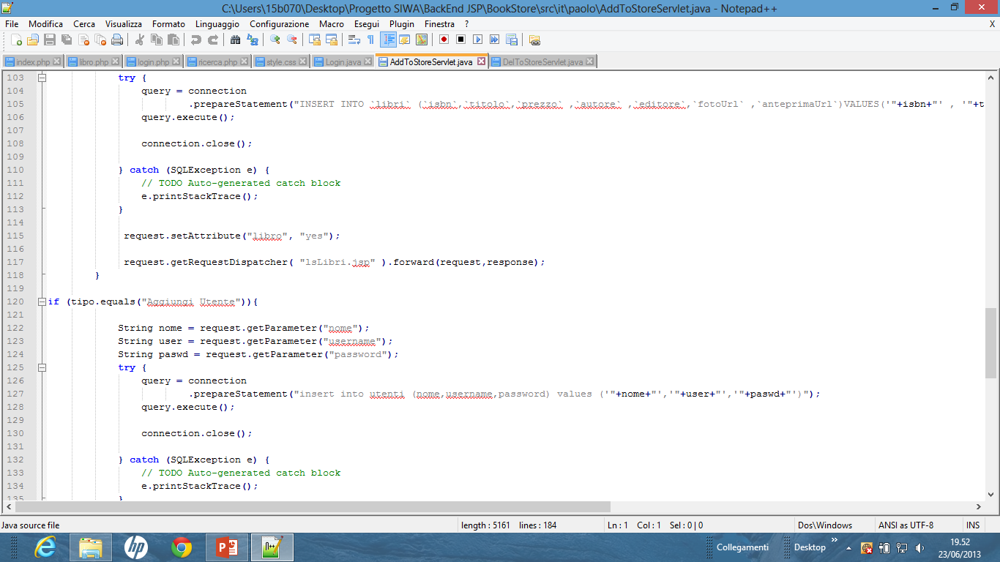 C:\Users\15b070\Desktop\Progetto SIWA\BackEnd JSP\BookStore\src\it\paolo\AddToStoreServlet.java - Notepad++
File Modifica Cerca Visualizza Formato Linguaggio Configurazione Macro Esegui Plugin Finestra ? X
index.php libro.php login.php ricerca.php style.css Login.java AddToStoreServlet.java DelToStoreServlet.java
103 try {
104 query = connection
105 .prepareStatement("INSERT INTO `libri` (`isbn`,`titolo`,`prezzo` ,`autore` ,`editore`,`fotoUrl` ,`anteprimaUrl`)VALUES('"+isbn+"' , '"+t
106 query.execute();
107
108 connection.close();
109
110 } catch (SQLException e) {
111 // TODO Auto-generated catch block
112 e.printStackTrace();
113 }
114
115 request.setAttribute("libro", "yes");
116
117 request.getRequestDispatcher( "lsLibri.jsp" ).forward(request,response);
118 }
119
120 if (tipo.equals("Aggiungi Utente")){
121
122 String nome = request.getParameter("nome");
123 String user = request.getParameter("username");
124 String paswd = request.getParameter("password");
125 try {
126 query = connection
127 .prepareStatement("insert into utenti (nome,username,password) values ('"+nome+"','"+user+"','"+paswd+"')");
128 query.execute();
129
130 connection.close();
131
132 } catch (SQLException e) {
133 // TODO Auto-generated catch block
134 e.printStackTrace();
135 }
Java source file length : 5161 lines : 184 Ln : 1 Col : 1 Sel : 0 | 0 Dos\Windows ANSI as UTF-8 INS
Collegamenti Desktop » 19.52
23/06/2013